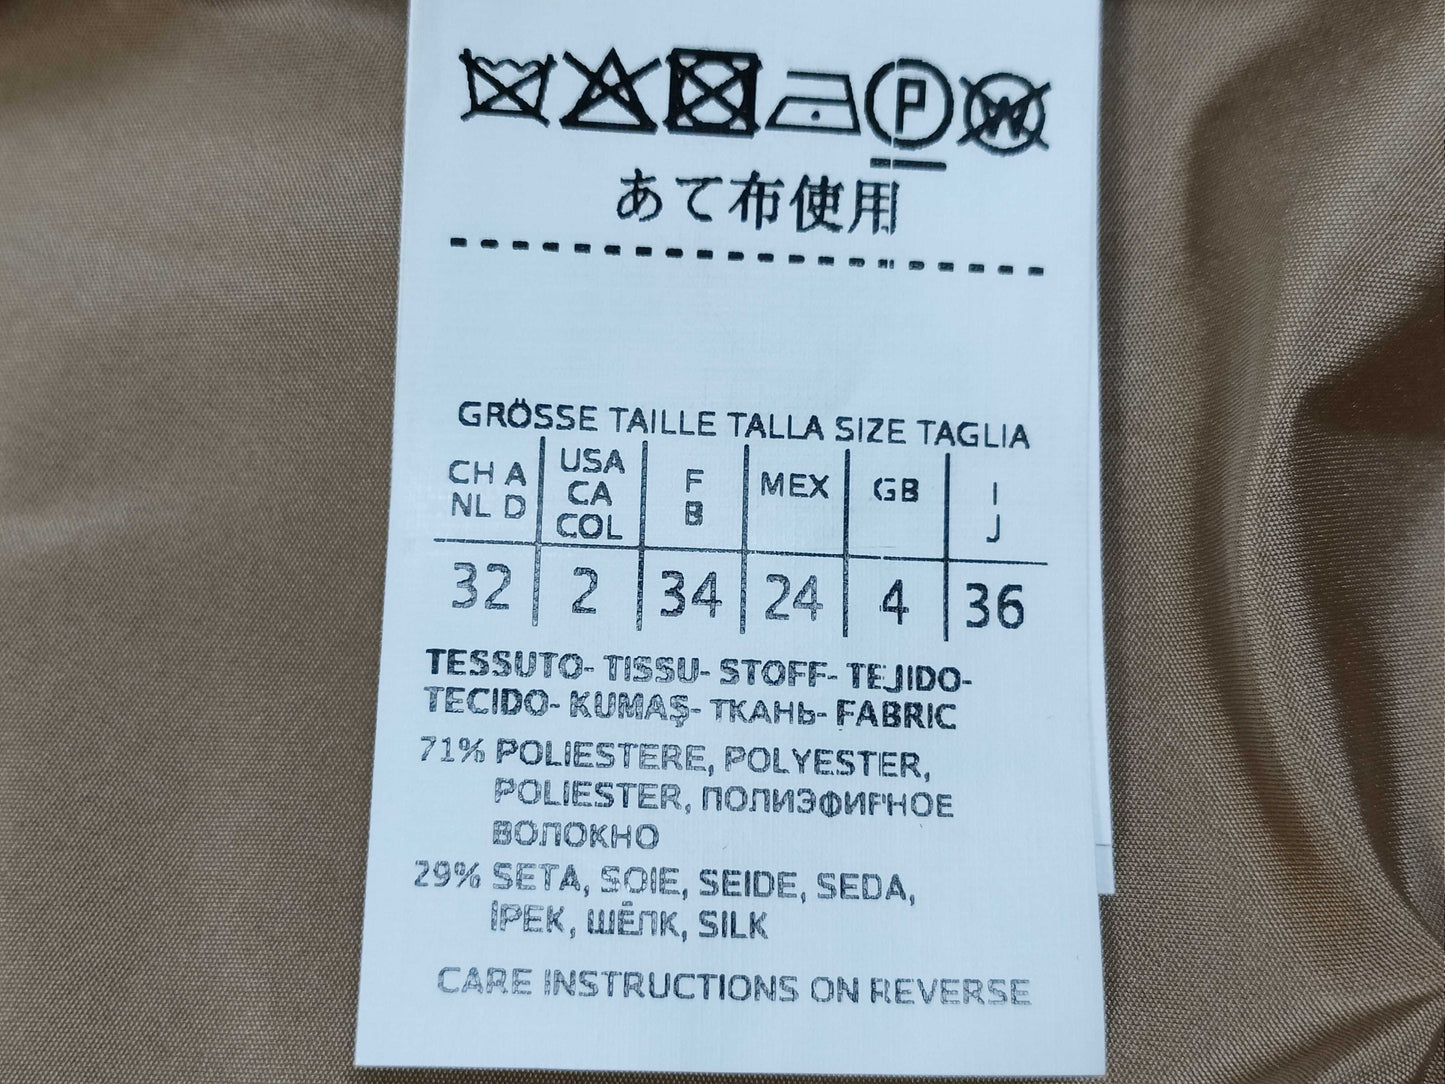 P W
あて布使用
GRÖSSE TAILLE TALLA SIZE TAGLIA
CH A NL D USA CA COL F B MEX GB I J
32 2 34 24 4 36
TESSUTO- TISSU- STOFF- TEJIDO-
TECIDO- KUMAŞ- ТКАНЬ- FABRIC
71% POLIESTERE, POLYESTER,
POLIESTER, ПОЛИЭФИРНОЕ
ВОЛОКНО
29% SETA, SOIE, SEIDE, SEDA,
İPEK, ШЁЛК, SILK
CARE INSTRUCTIONS ON REVERSE